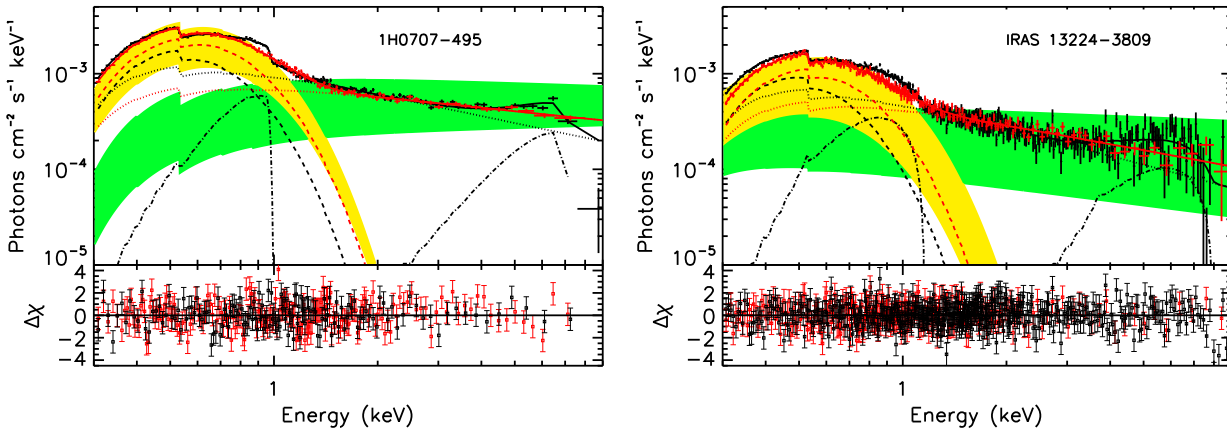 1H0707−495
Photons cm⁻² s⁻¹ keV⁻¹
10⁻³
10⁻⁴
10⁻⁵
Δχ
4
2
0
−2
−4
1
Energy (keV)
IRAS 13224−3809
Photons cm⁻² s⁻¹ keV⁻¹
10⁻³
10⁻⁴
10⁻⁵
Δχ
4
2
0
−2
−4
1
Energy (keV)